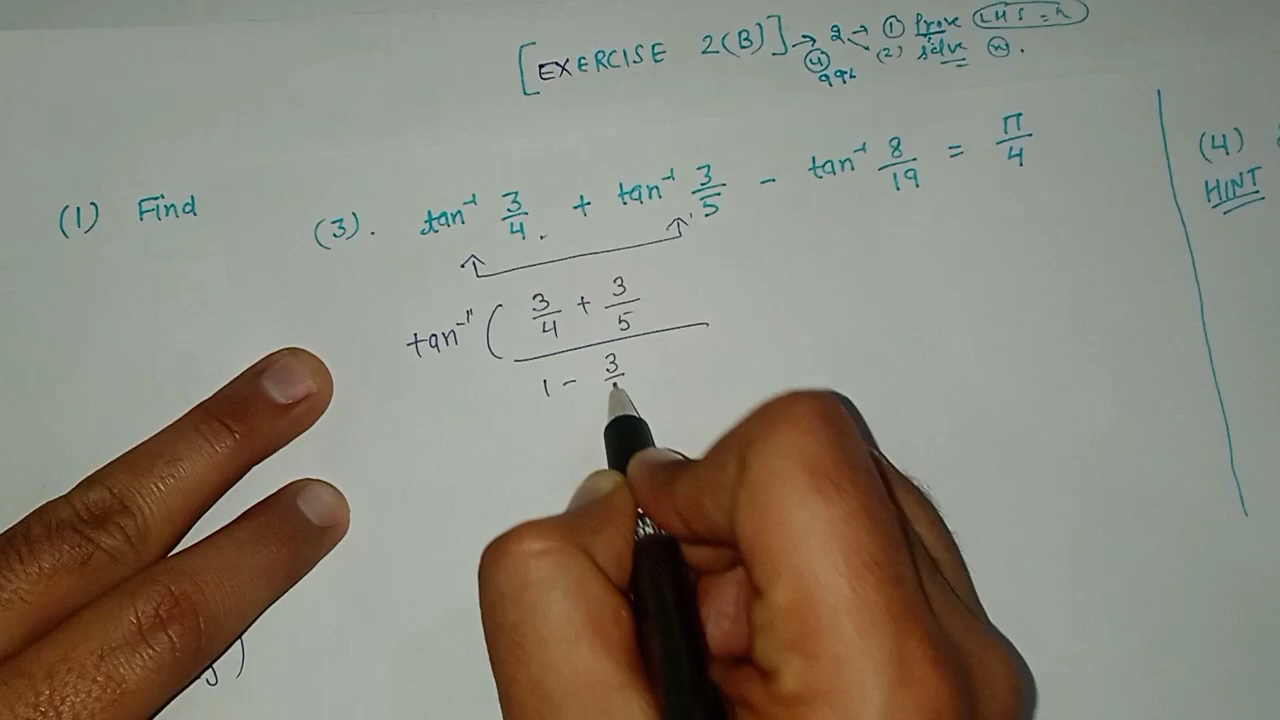 [EXERCISE 2(B)] → 2 → ① Prove LHS = 
④ (2) solve ⓧ.
(1) Find
(3). tan⁻¹ 3/4 + tan⁻¹ 3/5 - tan⁻¹ 8/19 = π/4
(4)
HINT
tan⁻¹ ( 3/4 + 3/5
1 - 3/